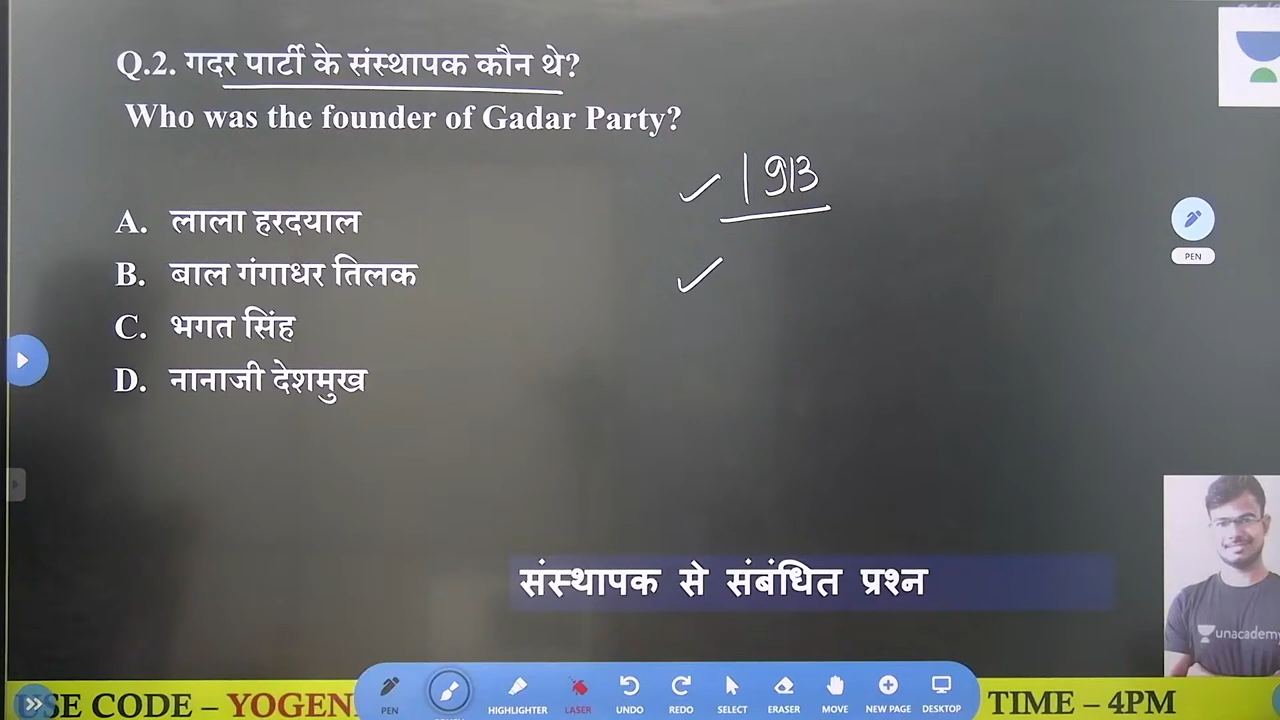 Q.2. गदर पार्टी के संस्थापक कौन थे?
Who was the founder of Gadar Party?
1913
A. लाला हरदयाल
B. बाल गंगाधर तिलक
C. भगत सिंह
D. नानाजी देशमुख
PEN
संस्थापक से संबंधित प्रश्न
unacademy
SE CODE – YOGEN
PEN
HIGHLIGHTER
LASER
UNDO
REDO
SELECT
ERASER
MOVE
NEW PAGE
DESKTOP
TIME – 4PM